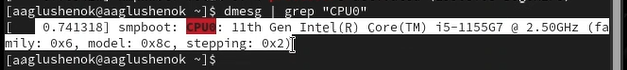 [aaglushenok@aaglushenok ~]$ dmesg | grep "CPU0"
[    0.741318] smpboot: CPU0: 11th Gen Intel(R) Core(TM) i5-1155G7 @ 2.50GHz (fa
mily: 0x6, model: 0x8c, stepping: 0x2)
[aaglushenok@aaglushenok ~]$